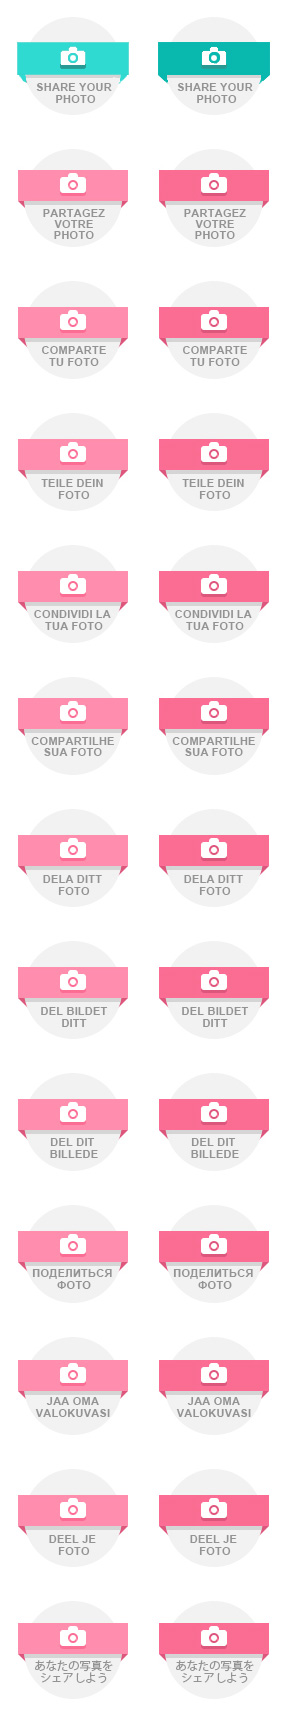 SHARE YOUR
PHOTO
SHARE YOUR
PHOTO
PARTAGEZ
VOTRE
PHOTO
PARTAGEZ
VOTRE
PHOTO
COMPARTE
TU FOTO
COMPARTE
TU FOTO
TEILE DEIN
FOTO
TEILE DEIN
FOTO
CONDIVIDI LA
TUA FOTO
CONDIVIDI LA
TUA FOTO
COMPARTILHE
SUA FOTO
COMPARTILHE
SUA FOTO
DELA DITT
FOTO
DELA DITT
FOTO
DEL BILDET
DITT
DEL BILDET
DITT
DEL DIT
BILLEDE
DEL DIT
BILLEDE
ПОДЕЛИТЬСЯ
ФОТО
ПОДЕЛИТЬСЯ
ФОТО
JAA OMA
VALOKUVASI
JAA OMA
VALOKUVASI
DEEL JE
FOTO
DEEL JE
FOTO
あなたの写真を
シェアしよう
あなたの写真を
シェアしよう